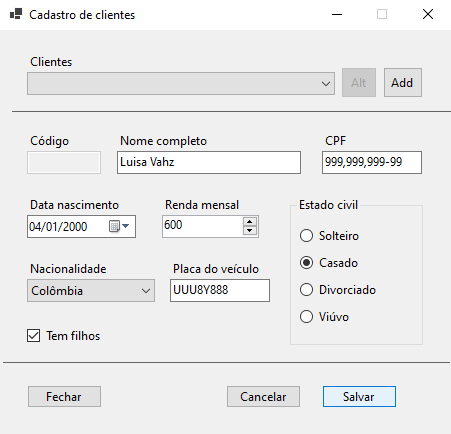 Cadastro de clientes
Clientes
Alt Add
Código Nome completo CPF
Luisa Vahz 999,999,999-99
Data nascimento Renda mensal Estado civil
04/01/2000 600
Solteiro
Nacionalidade Placa do veículo Casado
Colômbia UUU8Y888 Divorciado
Viúvo
Tem filhos
Fechar Cancelar Salvar